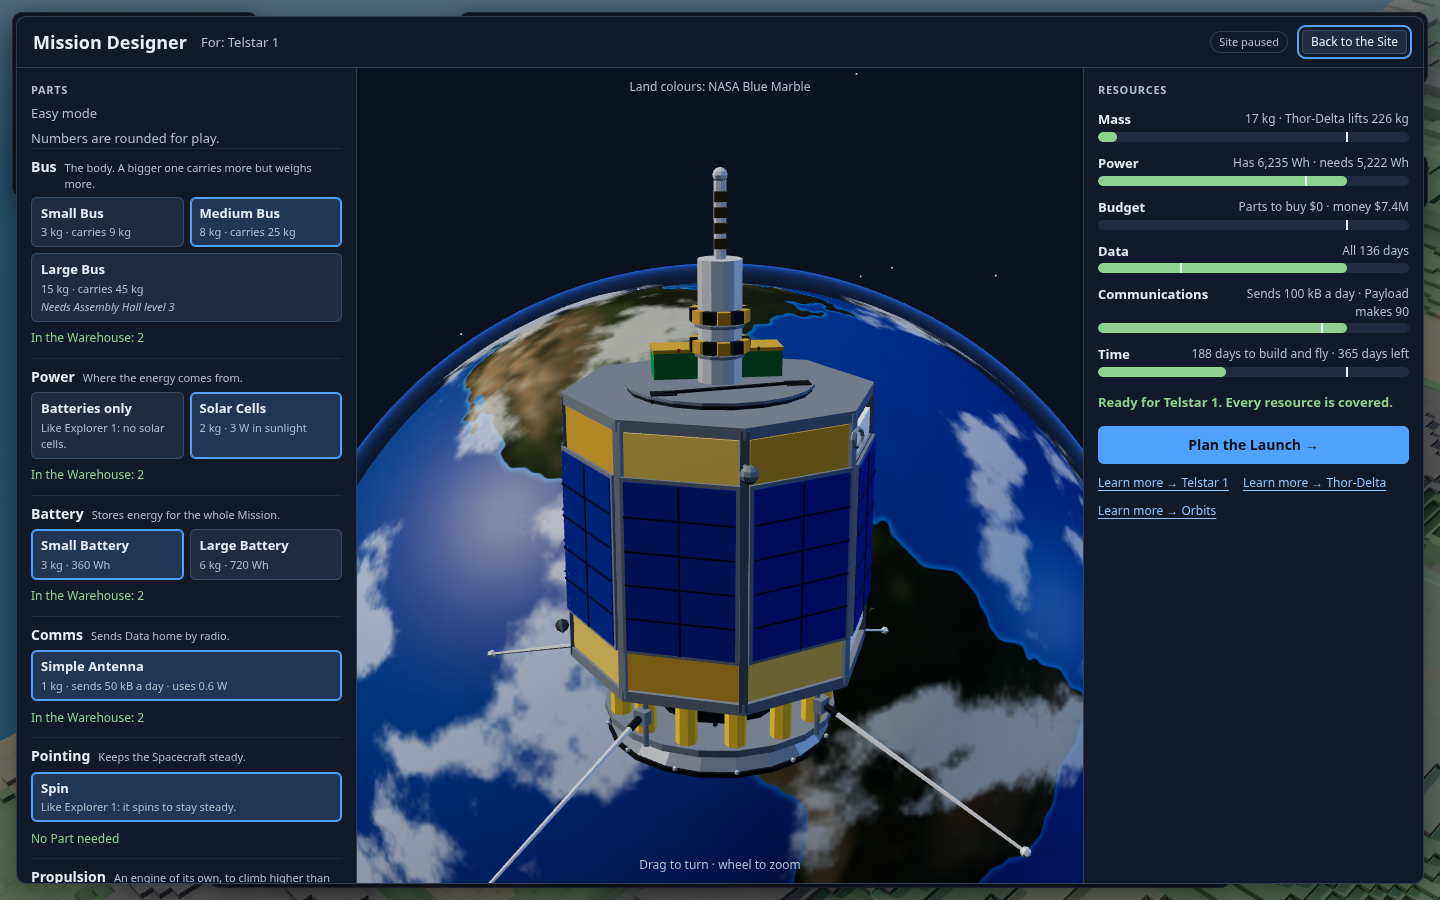 Mission Designer
For: Telstar 1
Site paused
Back to the Site
PARTS
Easy mode
Numbers are rounded for play.
Bus The body. A bigger one carries more but weighs
more.
Small Bus
3 kg · carries 9 kg
Medium Bus
8 kg · carries 25 kg
Large Bus
15 kg · carries 45 kg
Needs Assembly Hall level 3
In the Warehouse: 2
Power Where the energy comes from.
Batteries only
Like Explorer 1: no solar
cells.
Solar Cells
2 kg · 3 W in sunlight
In the Warehouse: 2
Battery Stores energy for the whole Mission.
Small Battery
3 kg · 360 Wh
Large Battery
6 kg · 720 Wh
In the Warehouse: 2
Comms Sends Data home by radio.
Simple Antenna
1 kg · sends 50 kB a day · uses 0.6 W
In the Warehouse: 2
Pointing Keeps the Spacecraft steady.
Spin
Like Explorer 1: it spins to stay steady.
No Part needed
Propulsion An engine of its own, to climb higher than
Land colours: NASA Blue Marble
Drag to turn · wheel to zoom
RESOURCES
Mass 17 kg · Thor-Delta lifts 226 kg
Power Has 6,235 Wh · needs 5,222 Wh
Budget Parts to buy $0 · money $7.4M
Data All 136 days
Communications Sends 100 kB a day · Payload
makes 90
Time 188 days to build and fly · 365 days left
Ready for Telstar 1. Every resource is covered.
Plan the Launch →
Learn more → Telstar 1 Learn more → Thor-Delta
Learn more → Orbits